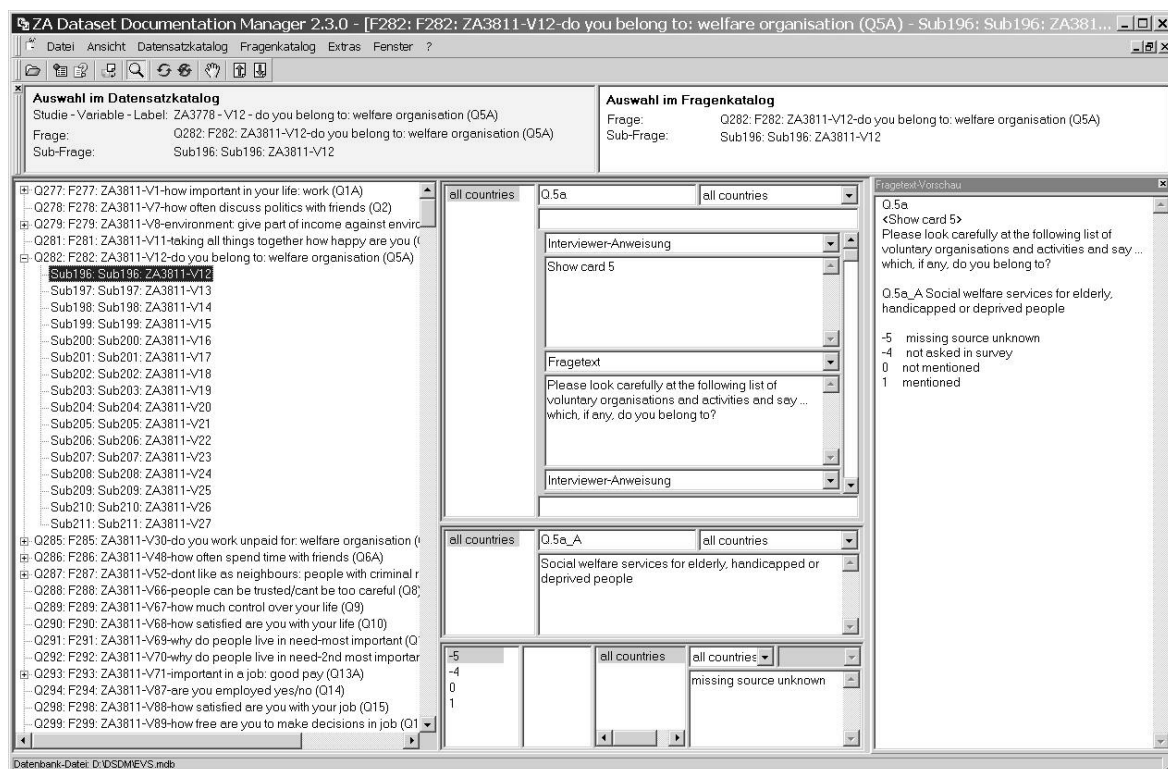 ZA Dataset Documentation Manager 2.3.0 - [F282: F282: ZA3811-V12-do you belong to: welfare organisation (Q5A) - Sub196: Sub196: ZA381...
Datei Ansicht Datensatzkatalog Fragenkatalog Extras Fenster ?
Auswahl im Datensatzkatalog
Studie - Variable - Label: ZA3778 - V12 - do you belong to: welfare organisation (Q5A)
Frage: Q282: F282: ZA3811-V12-do you belong to: welfare organisation (Q5A)
Sub-Frage: Sub196: Sub196: ZA3811-V12
Auswahl im Fragenkatalog
Frage: Q282: F282: ZA3811-V12-do you belong to: welfare organisation (Q5A)
Sub-Frage: Sub196: Sub196: ZA3811-V12
Q277: F277: ZA3811-V1-how important in your life: work (Q1A)
Q278: F278: ZA3811-V7-how often discuss politics with friends (Q2)
Q279: F279: ZA3811-V8-environment: give part of income against enviro
Q281: F281: ZA3811-V11-taking all things together how happy are you (
Q282: F282: ZA3811-V12-do you belong to: welfare organisation (Q5A)
Sub196: Sub196: ZA3811-V12
Sub197: Sub197: ZA3811-V13
Sub198: Sub198: ZA3811-V14
Sub199: Sub199: ZA3811-V15
Sub200: Sub200: ZA3811-V16
Sub201: Sub201: ZA3811-V17
Sub202: Sub202: ZA3811-V18
Sub203: Sub203: ZA3811-V19
Sub204: Sub204: ZA3811-V20
Sub205: Sub205: ZA3811-V21
Sub206: Sub206: ZA3811-V22
Sub207: Sub207: ZA3811-V23
Sub208: Sub208: ZA3811-V24
Sub209: Sub209: ZA3811-V25
Sub210: Sub210: ZA3811-V26
Sub211: Sub211: ZA3811-V27
Q285: F285: ZA3811-V30-do you work unpaid for: welfare organisation (
Q286: F286: ZA3811-V48-how often spend time with friends (Q6A)
Q287: F287: ZA3811-V52-dont like as neighbours: people with criminal r
Q288: F288: ZA3811-V66-people can be trusted/cant be too careful (Q8)
Q289: F289: ZA3811-V67-how much control over your life (Q9)
Q290: F290: ZA3811-V68-how satisfied are you with your life (Q10)
Q291: F291: ZA3811-V69-why do people live in need-most important (Q
Q292: F292: ZA3811-V70-why do people live in need-2nd most importar
Q293: F293: ZA3811-V71-important in a job: good pay (Q13A)
Q294: F294: ZA3811-V87-are you employed yes/no (Q14)
Q298: F298: ZA3811-V88-how satisfied are you with your job (Q15)
Q299: F299: ZA3811-V89-how free are you to make decisions in job (Q1
all countries
Q.5a
all countries
Interviewer-Anweisung
Show card 5
Fragetext
Please look carefully at the following list of
voluntary organisations and activities and say ...
which, if any, do you belong to?
Interviewer-Anweisung
all countries
Q.5a_A
all countries
Social welfare services for elderly, handicapped or
deprived people
-5
-4
0
1
all countries
all countries
missing source unknown
Fragetext-Vorschau
Q.5a
<Show card 5>
Please look carefully at the following list of
voluntary organisations and activities and say ...
which, if any, do you belong to?
Q.5a_A Social welfare services for elderly,
handicapped or deprived people
-5 missing source unknown
-4 not asked in survey
0 not mentioned
1 mentioned
Datenbank-Datei: D:\DSDM\EVS.mdb